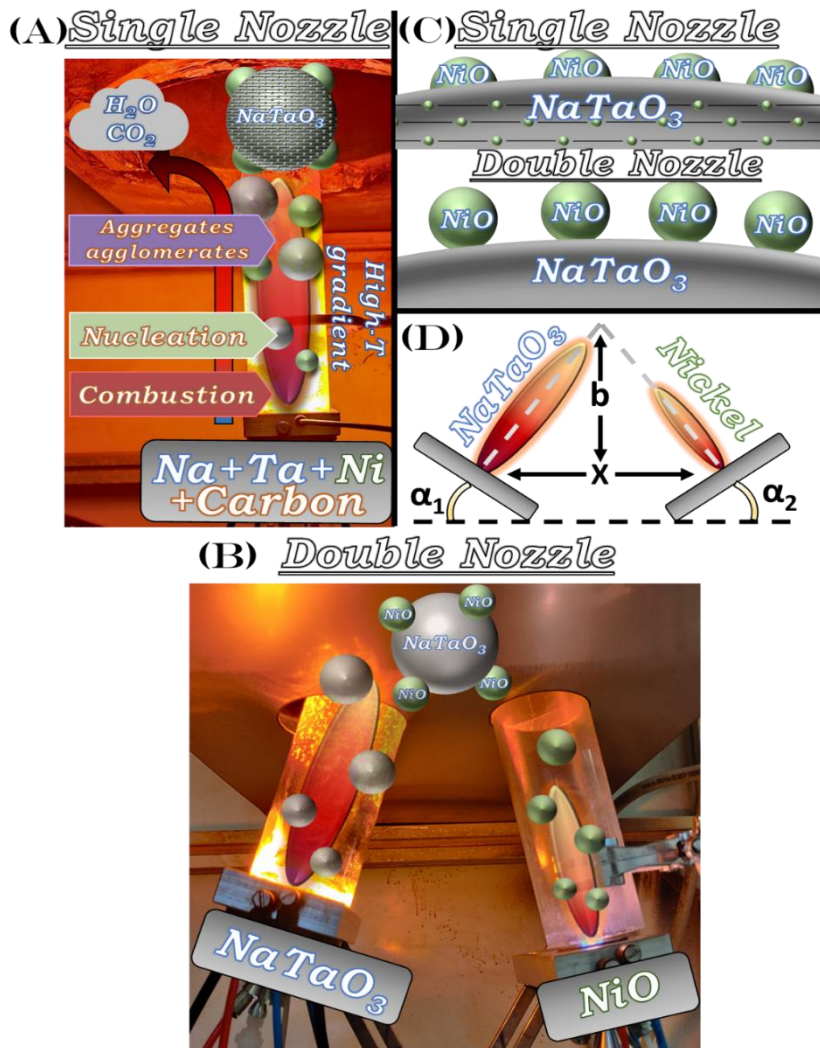 (A) Single Nozzle
H₂O
CO₂
NaTaO₃
Aggregates
agglomerates
High-T
gradient
Nucleation
Combustion
Na+Ta+Ni
+Carbon
(C) Single Nozzle
NiO NiO NiO NiO
NaTaO₃
Double Nozzle
NiO NiO NiO NiO
NaTaO₃
(D)
NaTaO₃
Nickel
b
X
α₁
α₂
(B) Double Nozzle
NiO NiO
NaTaO₃
NiO NiO
NaTaO₃
NiO